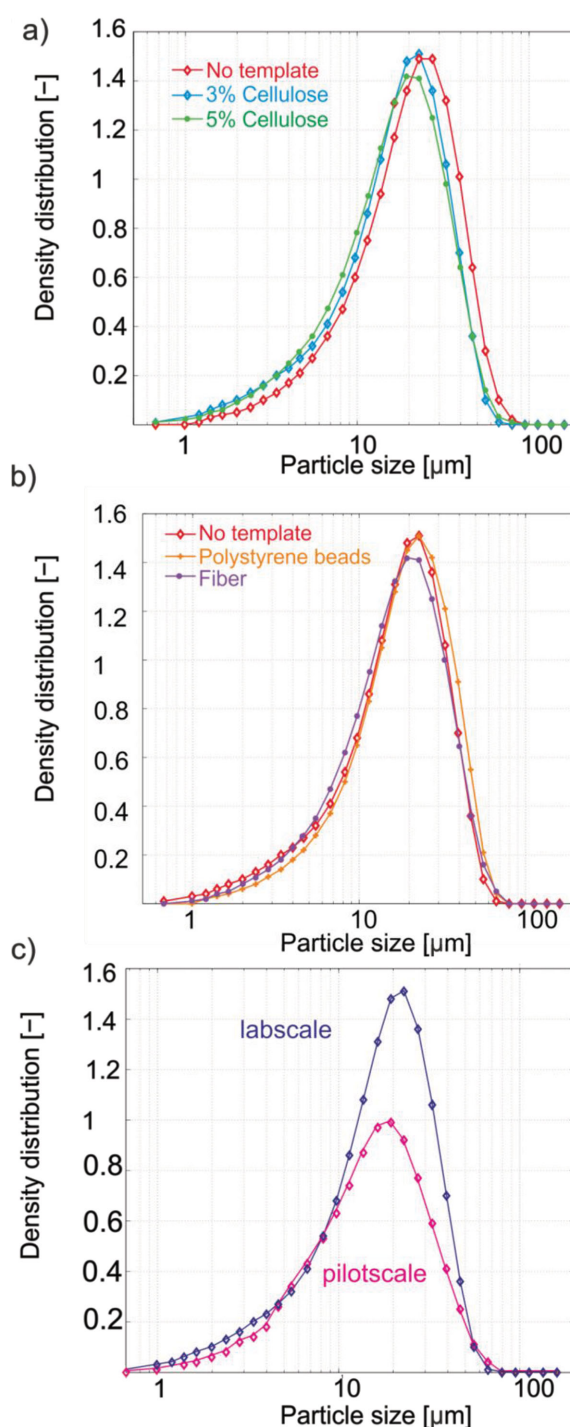 a)
1.6
1.4
1.2
1
0.8
0.6
0.4
0.2
Density distribution [–]
No template
3% Cellulose
5% Cellulose
1
10
100
Particle size [µm]
b)
1.6
1.4
1.2
1
0.8
0.6
0.4
0.2
Density distribution [–]
No template
Polystyrene beads
Fiber
1
10
100
Particle size [µm]
c)
1.6
1.4
1.2
1
0.8
0.6
0.4
0.2
Density distribution [–]
labscale
pilotscale
1
10
100
Particle size [µm]